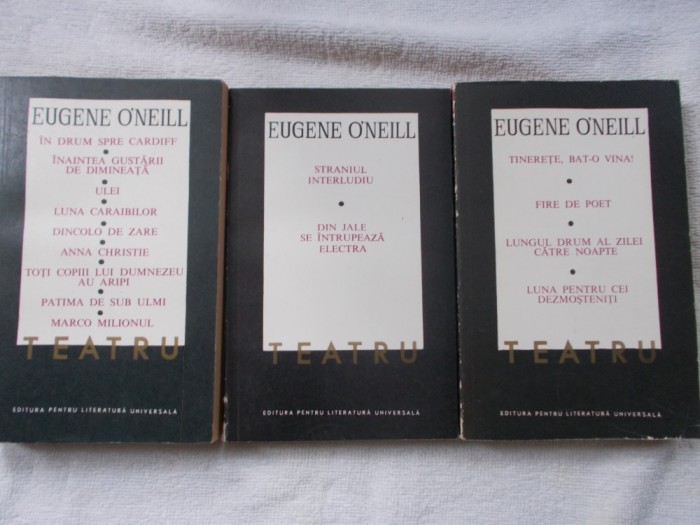 EUGENE O'NEILL
ÎN DRUM SPRE CARDIFF
ÎNAINTEA GUSTĂRII
DE DIMINEAȚĂ
ULEI
LUNA CARAIBILOR
DINCOLO DE ZARE
ANNA CHRISTIE
TOȚI COPIII LUI DUMNEZEU
AU ARIPI
PATIMA DE SUB ULMI
MARCO MILIONUL
TEATRU
EDITURA PENTRU LITERATURĂ UNIVERSALĂ
EUGENE O'NEILL
STRANIUL
INTERLUDIU
DIN JALE
SE ÎNTRUPEAZĂ
ELECTRA
TEATRU
EDITURA PENTRU LITERATURĂ UNIVERSALĂ
EUGENE O'NEILL
TINEREȚE, BAT-O VINA!
FIRE DE POET
LUNGUL DRUM AL ZILEI
CĂTRE NOAPTE
LUNA PENTRU CEI
DEZMOȘTENIȚI
TEATRU
EDITURA PENTRU LITERATURĂ UNIVERSALĂ